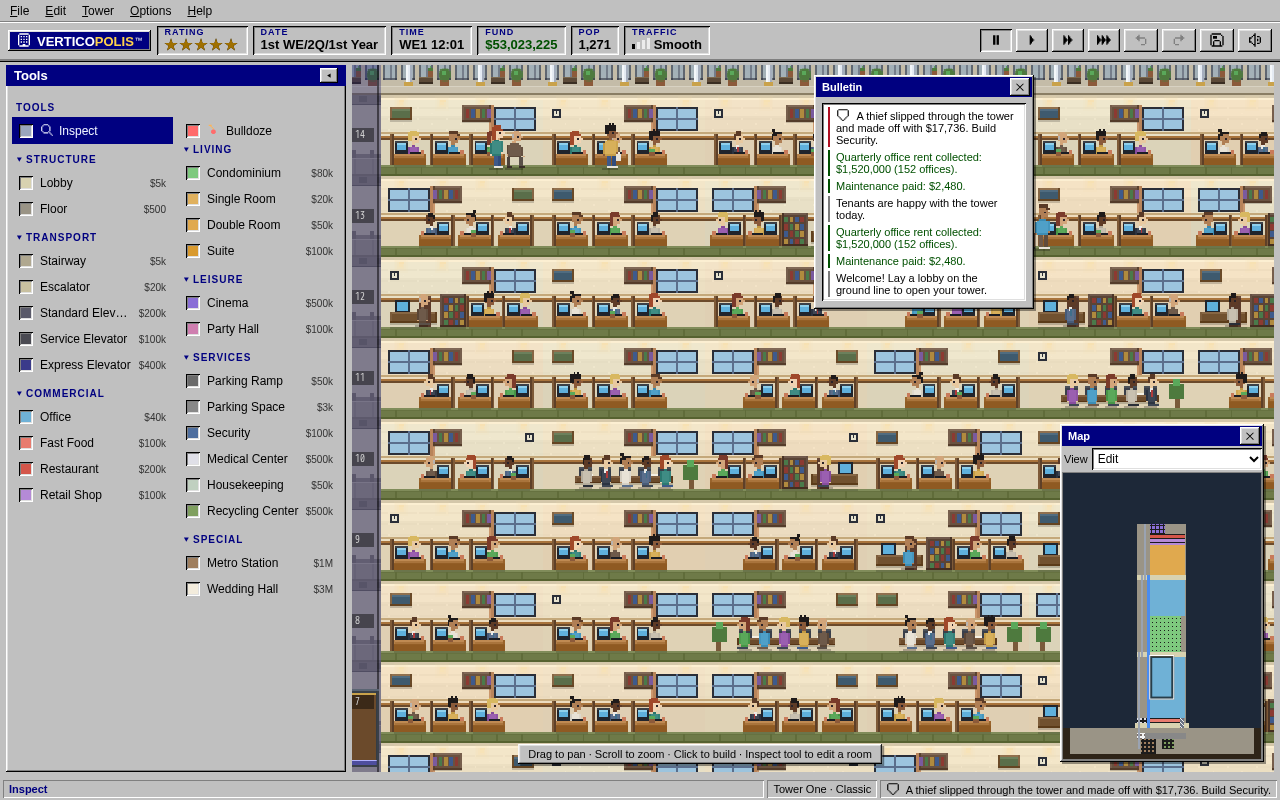 File Edit Tower Options Help
VERTICOPOLIS™
RATING
DATE
1st WE/2Q/1st Year
TIME
WE1 12:01
FUND
$53,023,225
POP
1,271
TRAFFIC
Smooth
Tools
TOOLS
Inspect
Bulldoze
STRUCTURE
Lobby $5k
Floor $500
TRANSPORT
Stairway $5k
Escalator $20k
Standard Elev… $200k
Service Elevator $100k
Express Elevator $400k
COMMERCIAL
Office $40k
Fast Food $100k
Restaurant $200k
Retail Shop $100k
LIVING
Condominium $80k
Single Room $20k
Double Room $50k
Suite $100k
LEISURE
Cinema $500k
Party Hall $100k
SERVICES
Parking Ramp $50k
Parking Space $3k
Security $100k
Medical Center $500k
Housekeeping $50k
Recycling Center $500k
SPECIAL
Metro Station $1M
Wedding Hall $3M
14
13
12
11
10
9
8
7
Bulletin
A thief slipped through the tower
and made off with $17,736. Build
Security.
Quarterly office rent collected:
$1,520,000 (152 offices).
Maintenance paid: $2,480.
Tenants are happy with the tower
today.
Quarterly office rent collected:
$1,520,000 (152 offices).
Maintenance paid: $2,480.
Welcome! Lay a lobby on the
ground line to open your tower.
Map
View Edit
Drag to pan · Scroll to zoom · Click to build · Inspect tool to edit a room
Inspect
Tower One · Classic
A thief slipped through the tower and made off with $17,736. Build Security.